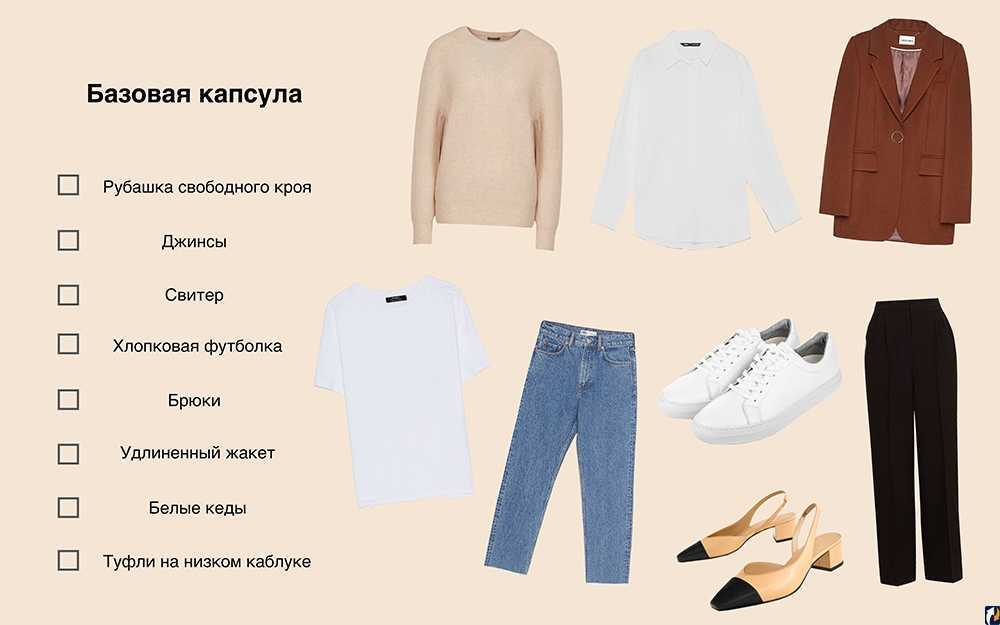 Базовая капсула
Рубашка свободного кроя
Джинсы
Свитер
Хлопковая футболка
Брюки
Удлиненный жакет
Белые кеды
Туфли на низком каблуке